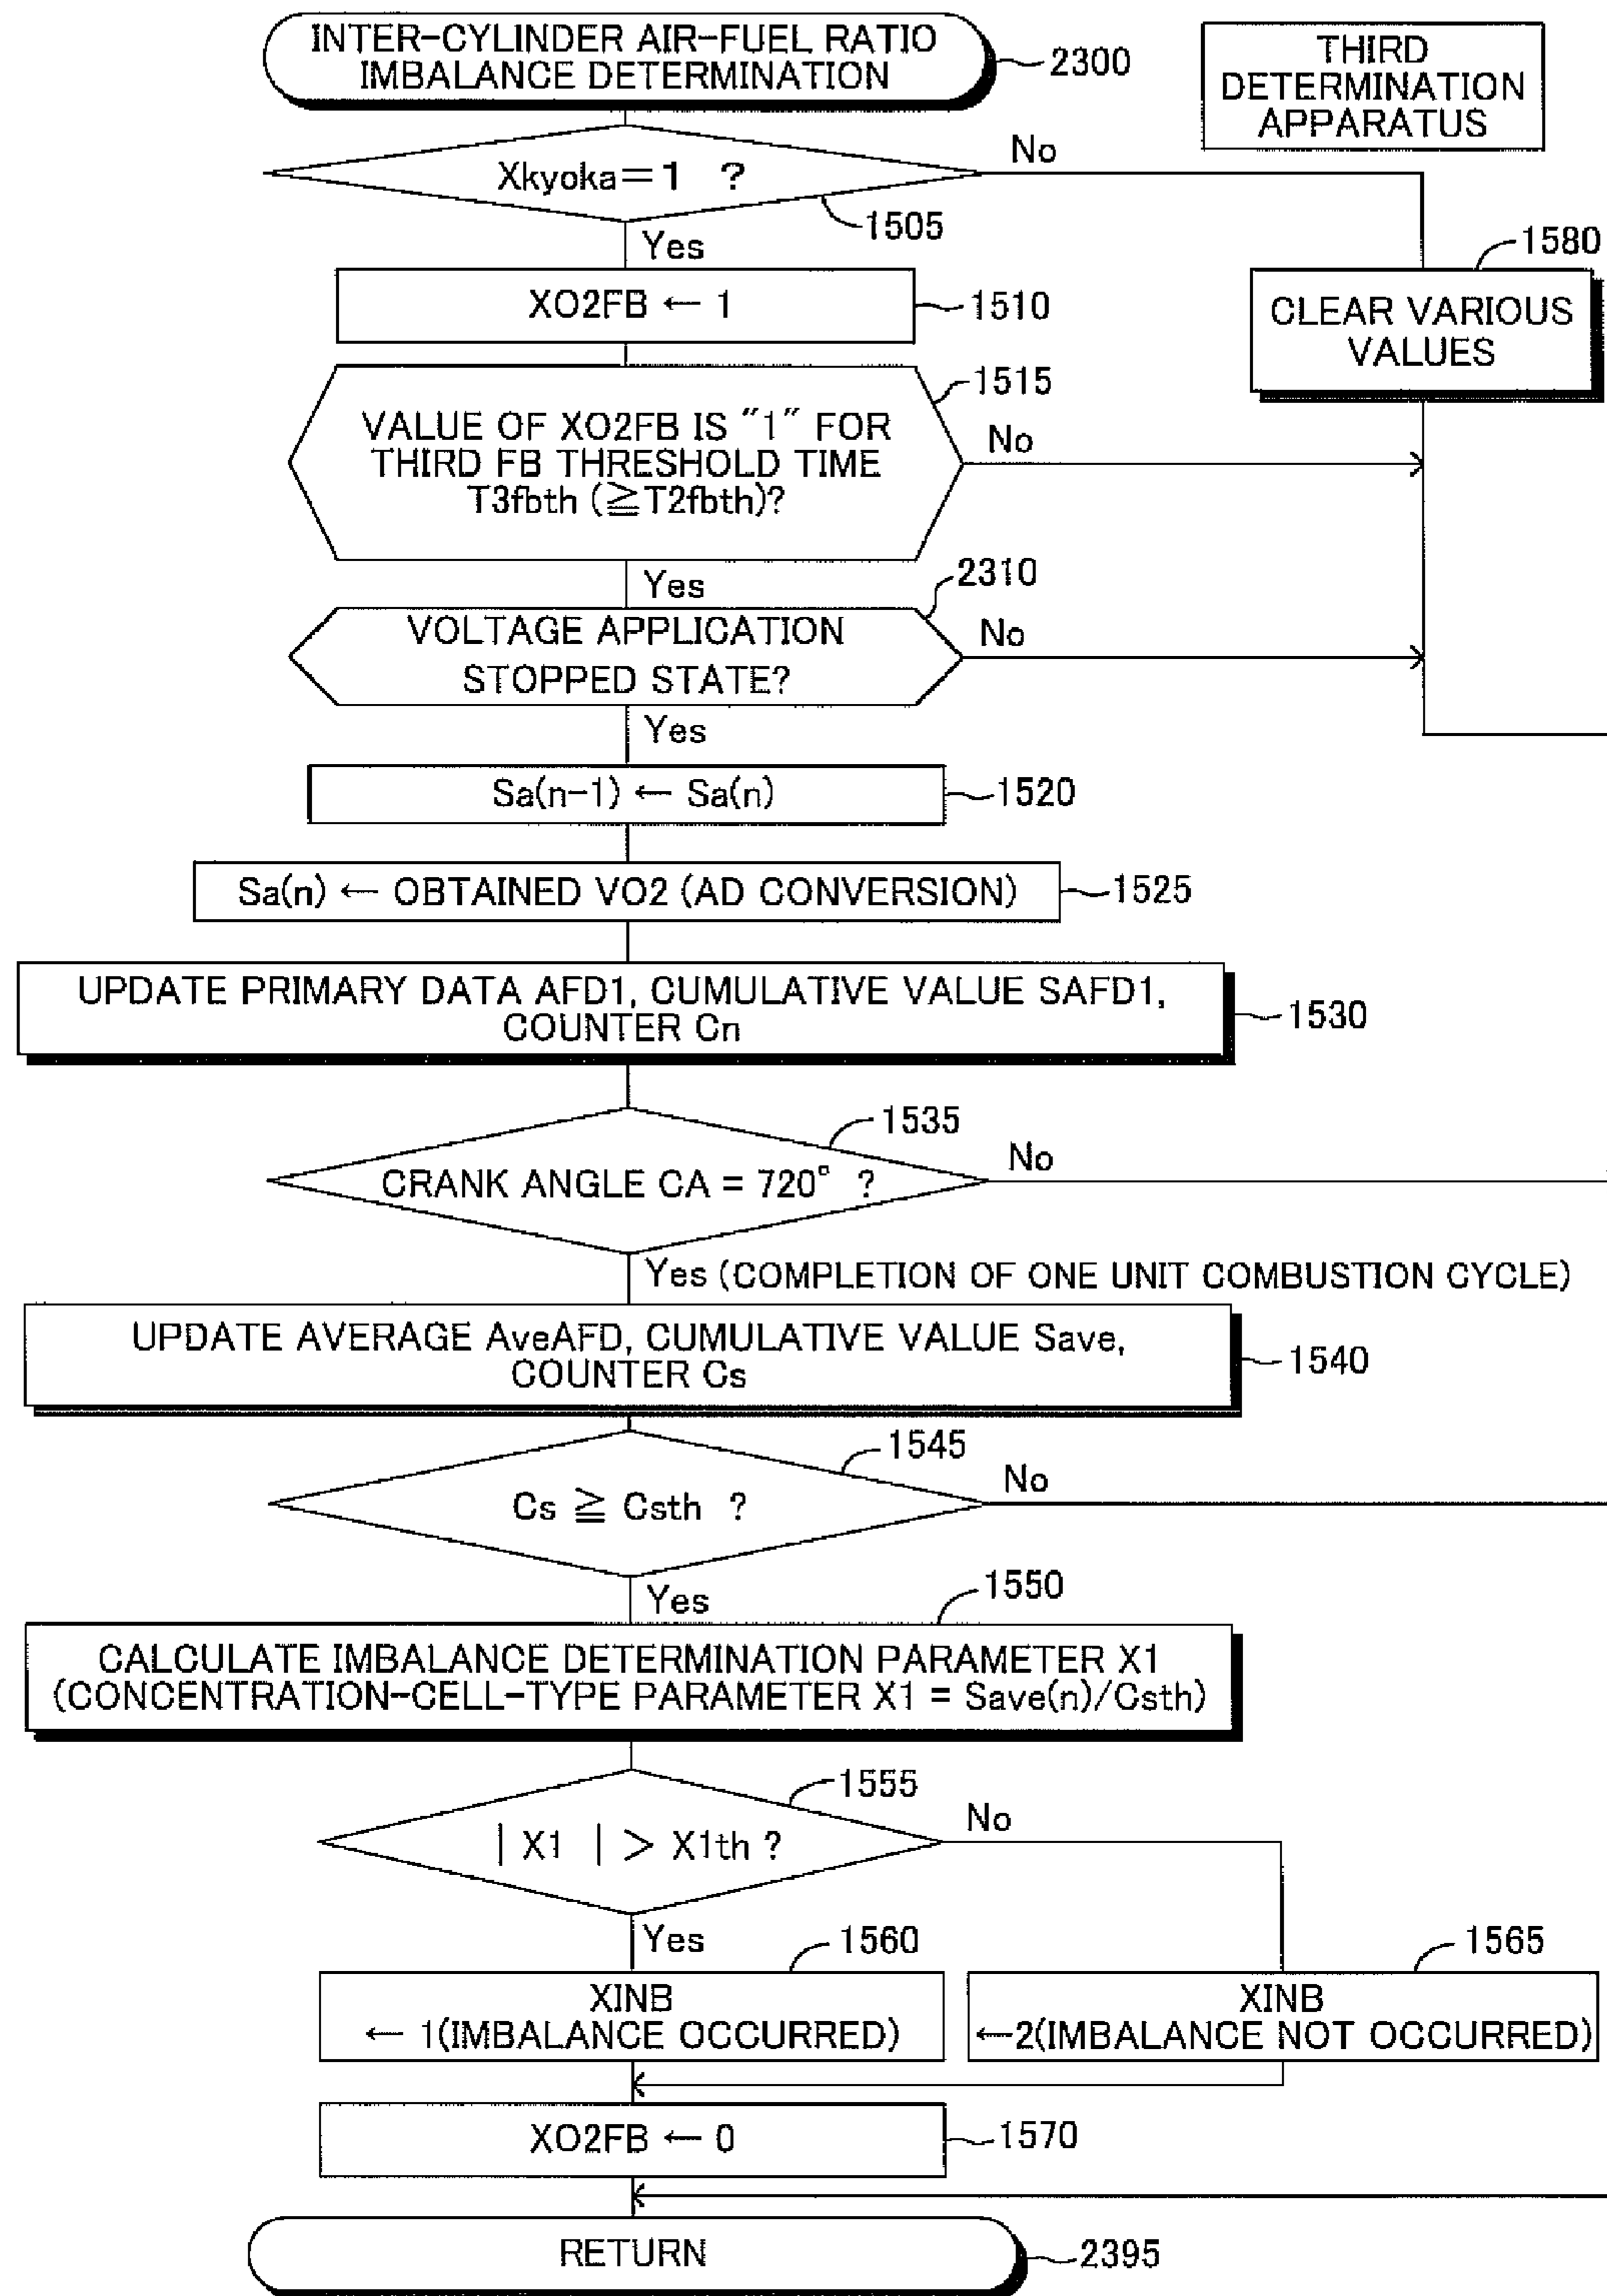 INTER-CYLINDER AIR-FUEL RATIO
IMBALANCE DETERMINATION
2300
THIRD
DETERMINATION
APPARATUS
Xkyoka=1 ?
No
1505
Yes
1580
XO2FB ← 1
1510
CLEAR VARIOUS
VALUES
1515
VALUE OF XO2FB IS "1" FOR
THIRD FB THRESHOLD TIME
T3fbth (≧T2fbth)?
No
Yes
2310
VOLTAGE APPLICATION
STOPPED STATE?
No
Yes
Sa(n-1) ← Sa(n)
1520
Sa(n) ← OBTAINED VO2 (AD CONVERSION)
1525
UPDATE PRIMARY DATA AFD1, CUMULATIVE VALUE SAFD1,
COUNTER Cn
1530
1535
CRANK ANGLE CA = 720° ?
No
Yes (COMPLETION OF ONE UNIT COMBUSTION CYCLE)
UPDATE AVERAGE AveAFD, CUMULATIVE VALUE Save,
COUNTER Cs
1540
1545
Cs ≧ Csth ?
No
Yes
1550
CALCULATE IMBALANCE DETERMINATION PARAMETER X1
(CONCENTRATION-CELL-TYPE PARAMETER X1 = Save(n)/Csth)
1555
| X1 | > X1th ?
No
Yes
1560
1565
XINB
← 1(IMBALANCE OCCURRED)
XINB
←2(IMBALANCE NOT OCCURRED)
XO2FB ← 0
1570
RETURN
2395